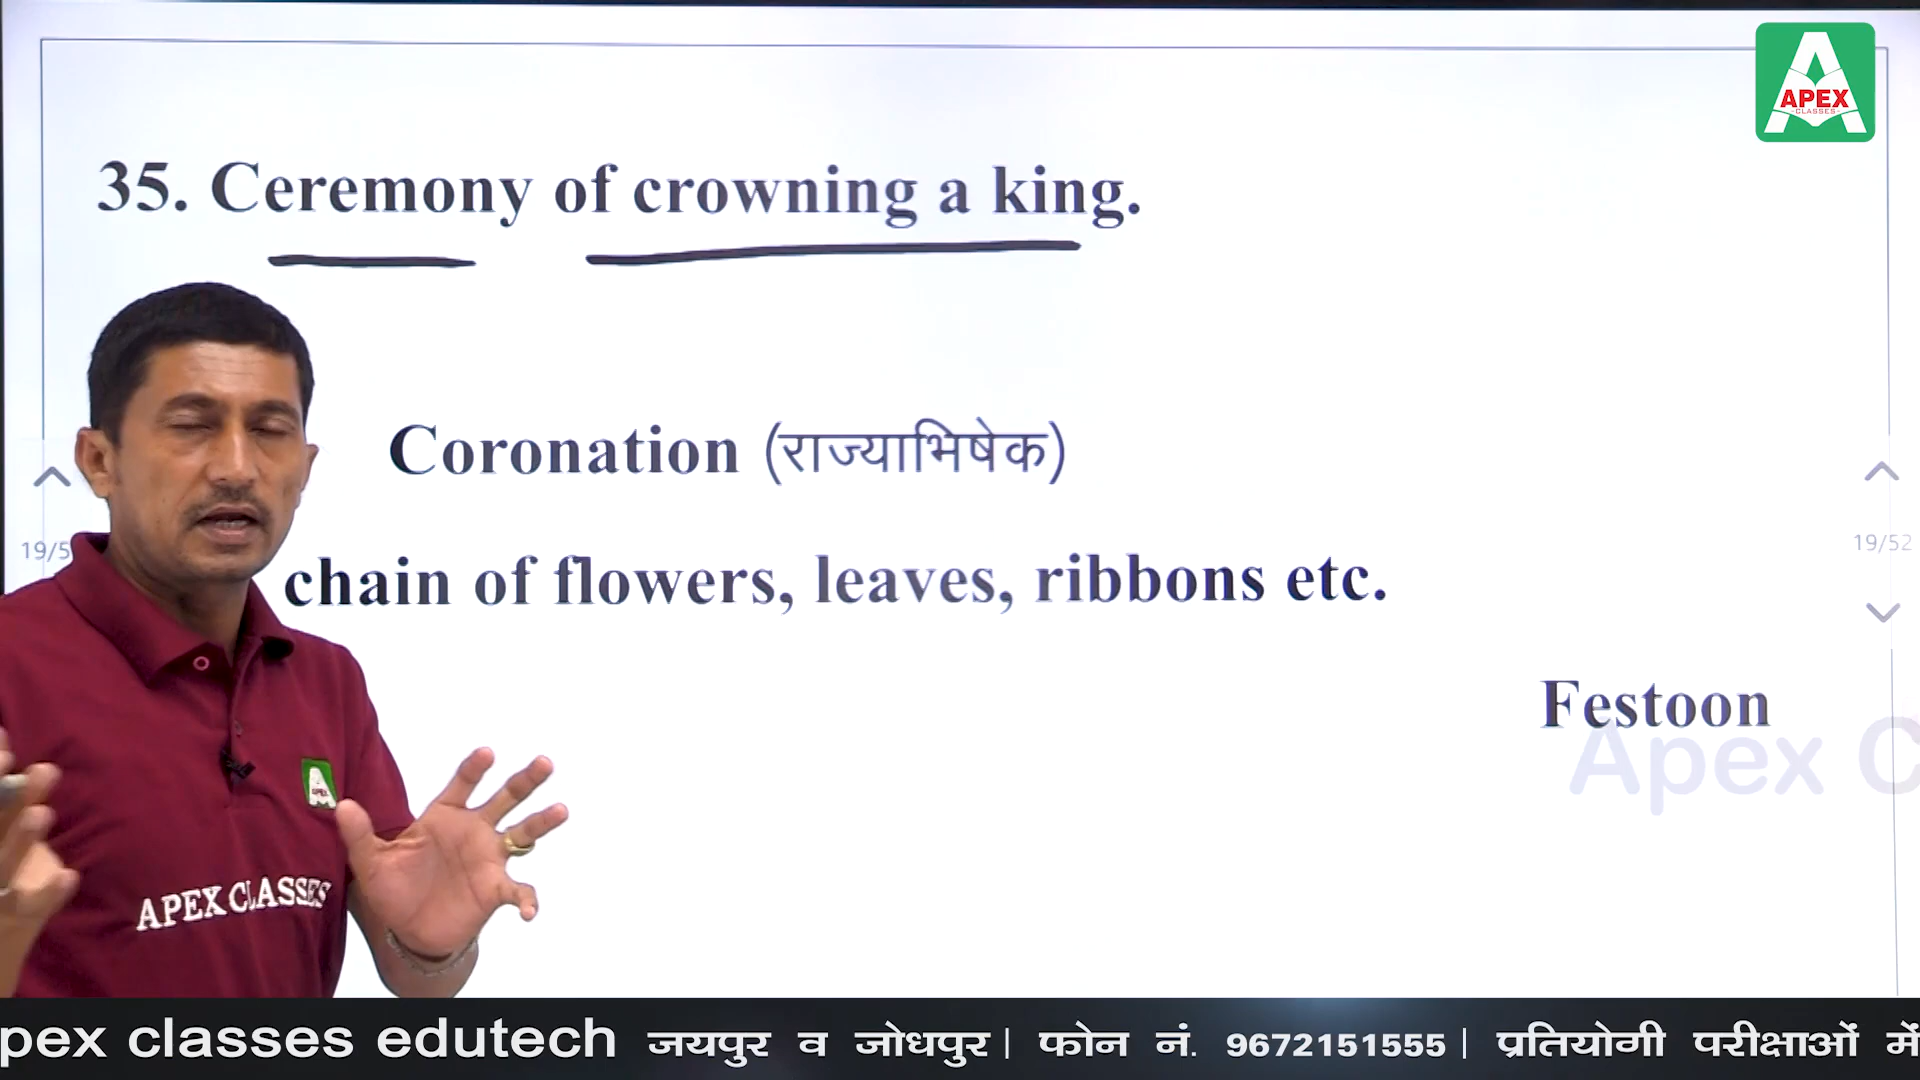 APEX
CLASSES
35. Ceremony of crowning a king.
Coronation (राज्याभिषेक)
19/5
19/52
chain of flowers, leaves, ribbons etc.
Festoon
Apex C
APEX
APEX CLASSES
pex classes edutech जयपुर व जोधपुर| फोन नं. 9672151555| प्रतियोगी परीक्षाओं में